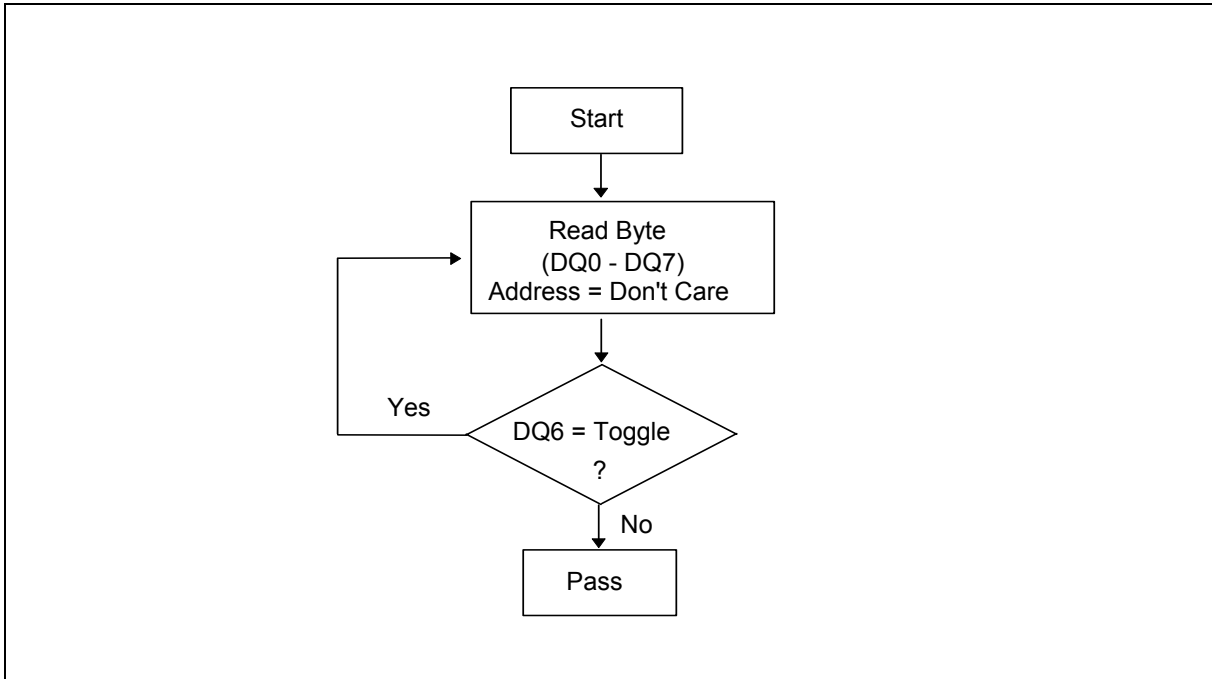 Start
Read Byte
(DQ0 - DQ7)
Address = Don't Care
Yes
DQ6 = Toggle
?
No
Pass